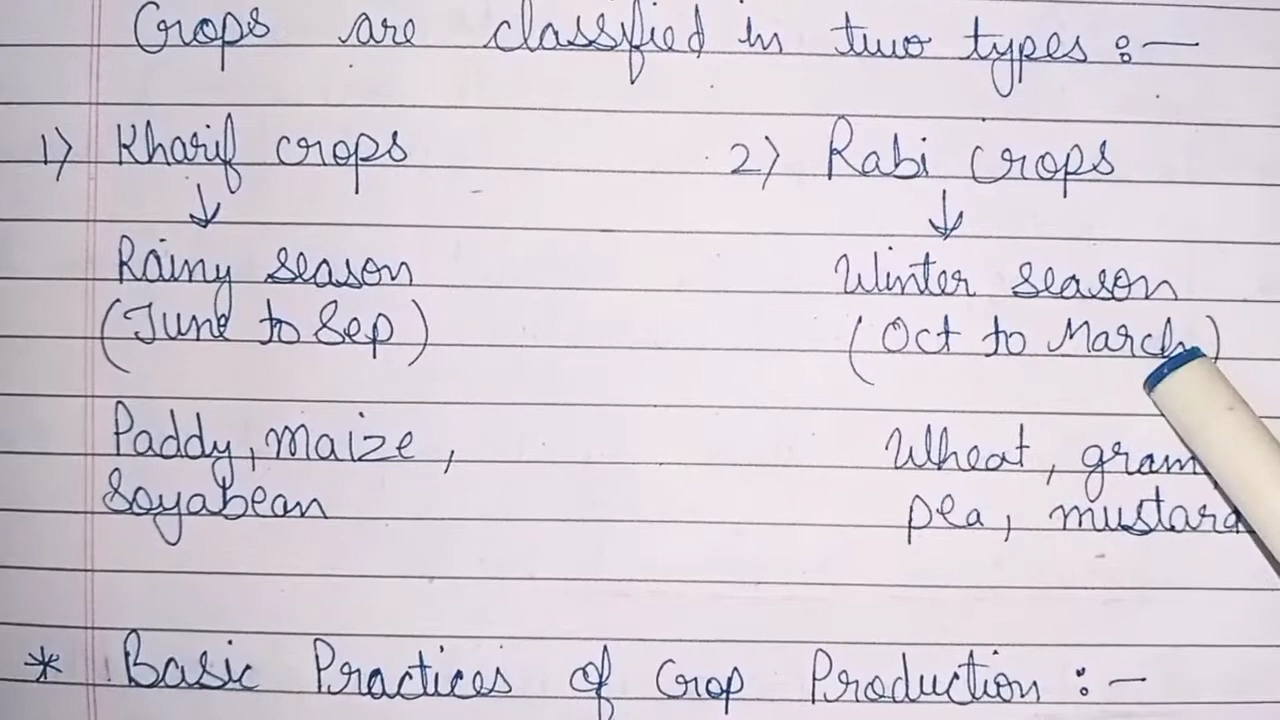 Crops are classified in two types :—
1) Kharif crops 2) Rabi crops
↓ ↓
Rainy season Winter season
(June to Sep) (Oct to March)
Paddy, maize, Wheat, gram,
Soyabean pea, mustard
* Basic Practices of Crop Production :-